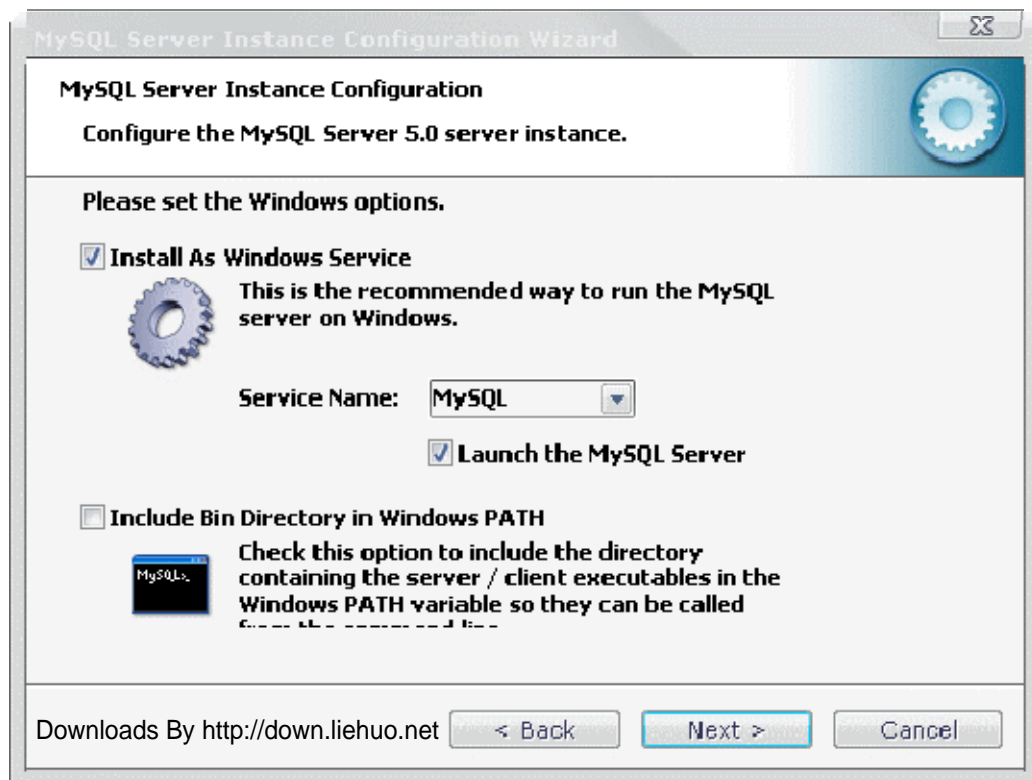 MySQL Server Instance Configuration Wizard
MySQL Server Instance Configuration
Configure the MySQL Server 5.0 server instance.
Please set the Windows options.
Install As Windows Service
This is the recommended way to run the MySQL
server on Windows.
Service Name:
MySQL
Launch the MySQL Server
Include Bin Directory in Windows PATH
MySQL>_
Check this option to include the directory
containing the server / client executables in the
Windows PATH variable so they can be called
from the command line.
Downloads By http://down.liehuo.net
< Back
Next >
Cancel